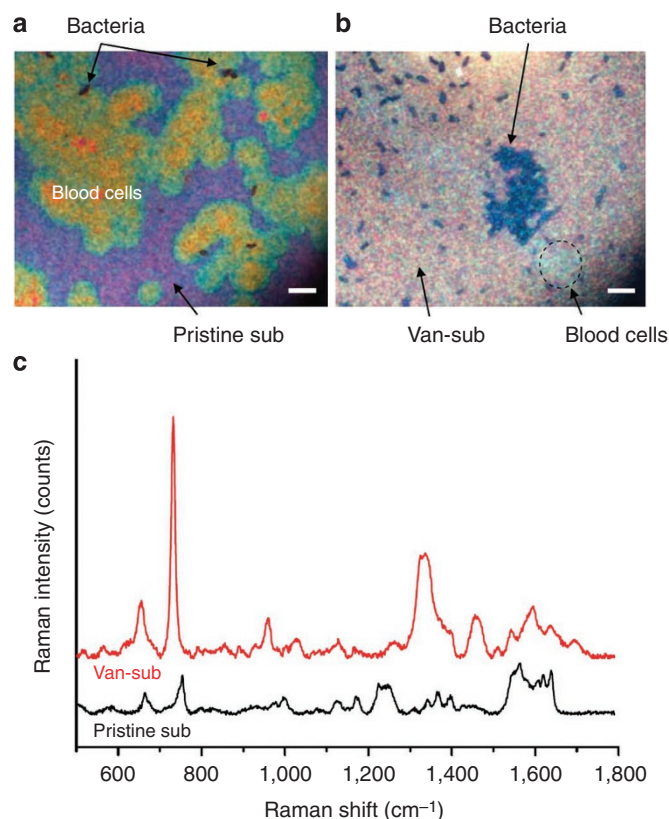 a
Bacteria
b
Bacteria
Blood cells
Pristine sub
Van-sub
Blood cells
c
Raman intensity (counts)
Van-sub
Pristine sub
600 800 1,000 1,200 1,400 1,600 1,800
Raman shift (cm⁻¹)